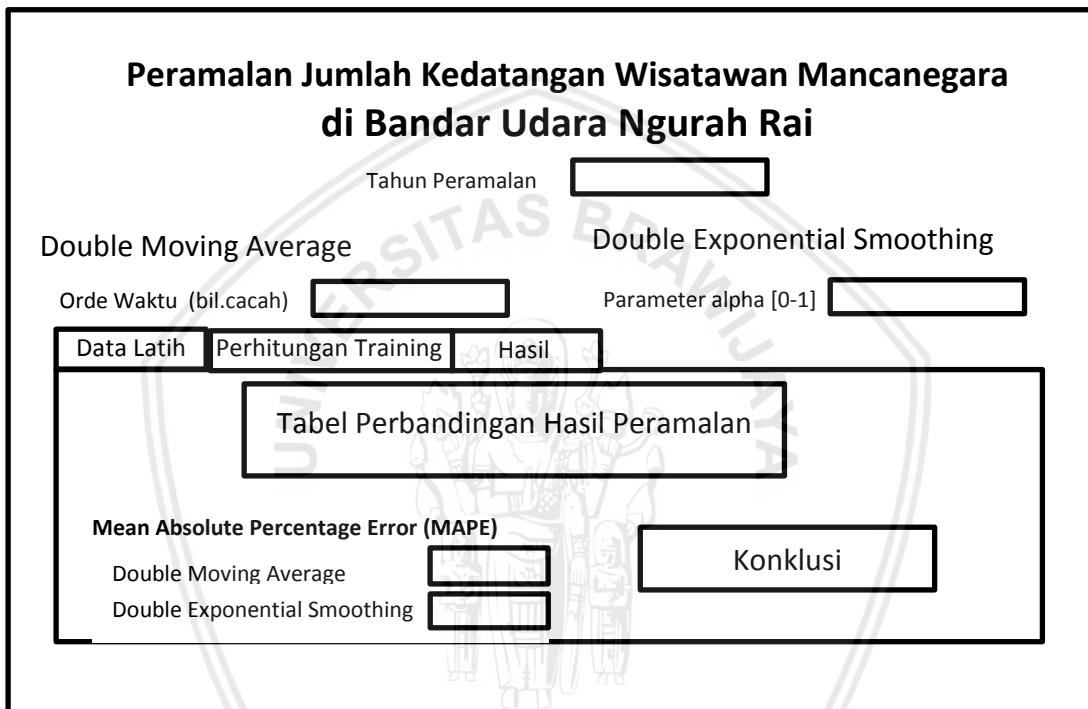 Peramalan Jumlah Kedatangan Wisatawan Mancanegara
di Bandar Udara Ngurah Rai
Tahun Peramalan
Double Moving Average
Double Exponential Smoothing
Orde Waktu (bil.cacah)
Parameter alpha [0-1]
Data Latih Perhitungan Training Hasil
Tabel Perbandingan Hasil Peramalan
Mean Absolute Percentage Error (MAPE)
Konklusi
Double Moving Average
Double Exponential Smoothing
UNIVERSITAS BRAWIJAYA